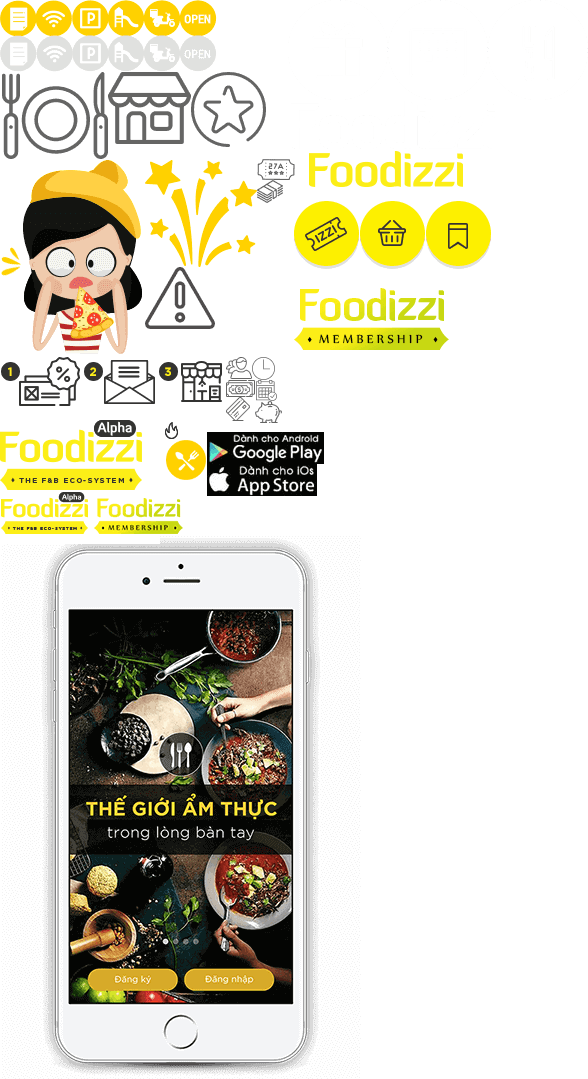 P
OPEN
P
OPEN
27A
Foodizzi
IZZI
Foodizzi
MEMBERSHIP
1
%
2
3
Alpha
Foodizzi
THE F&B ECO-SYSTEM
Dành cho Android
Google Play
Dành cho iOs
App Store
Alpha
Foodizzi
THE F&B ECO-SYSTEM
Foodizzi
MEMBERSHIP
THẾ GIỚI ẨM THỰC
trong lòng bàn tay
Đăng ký
Đăng nhập